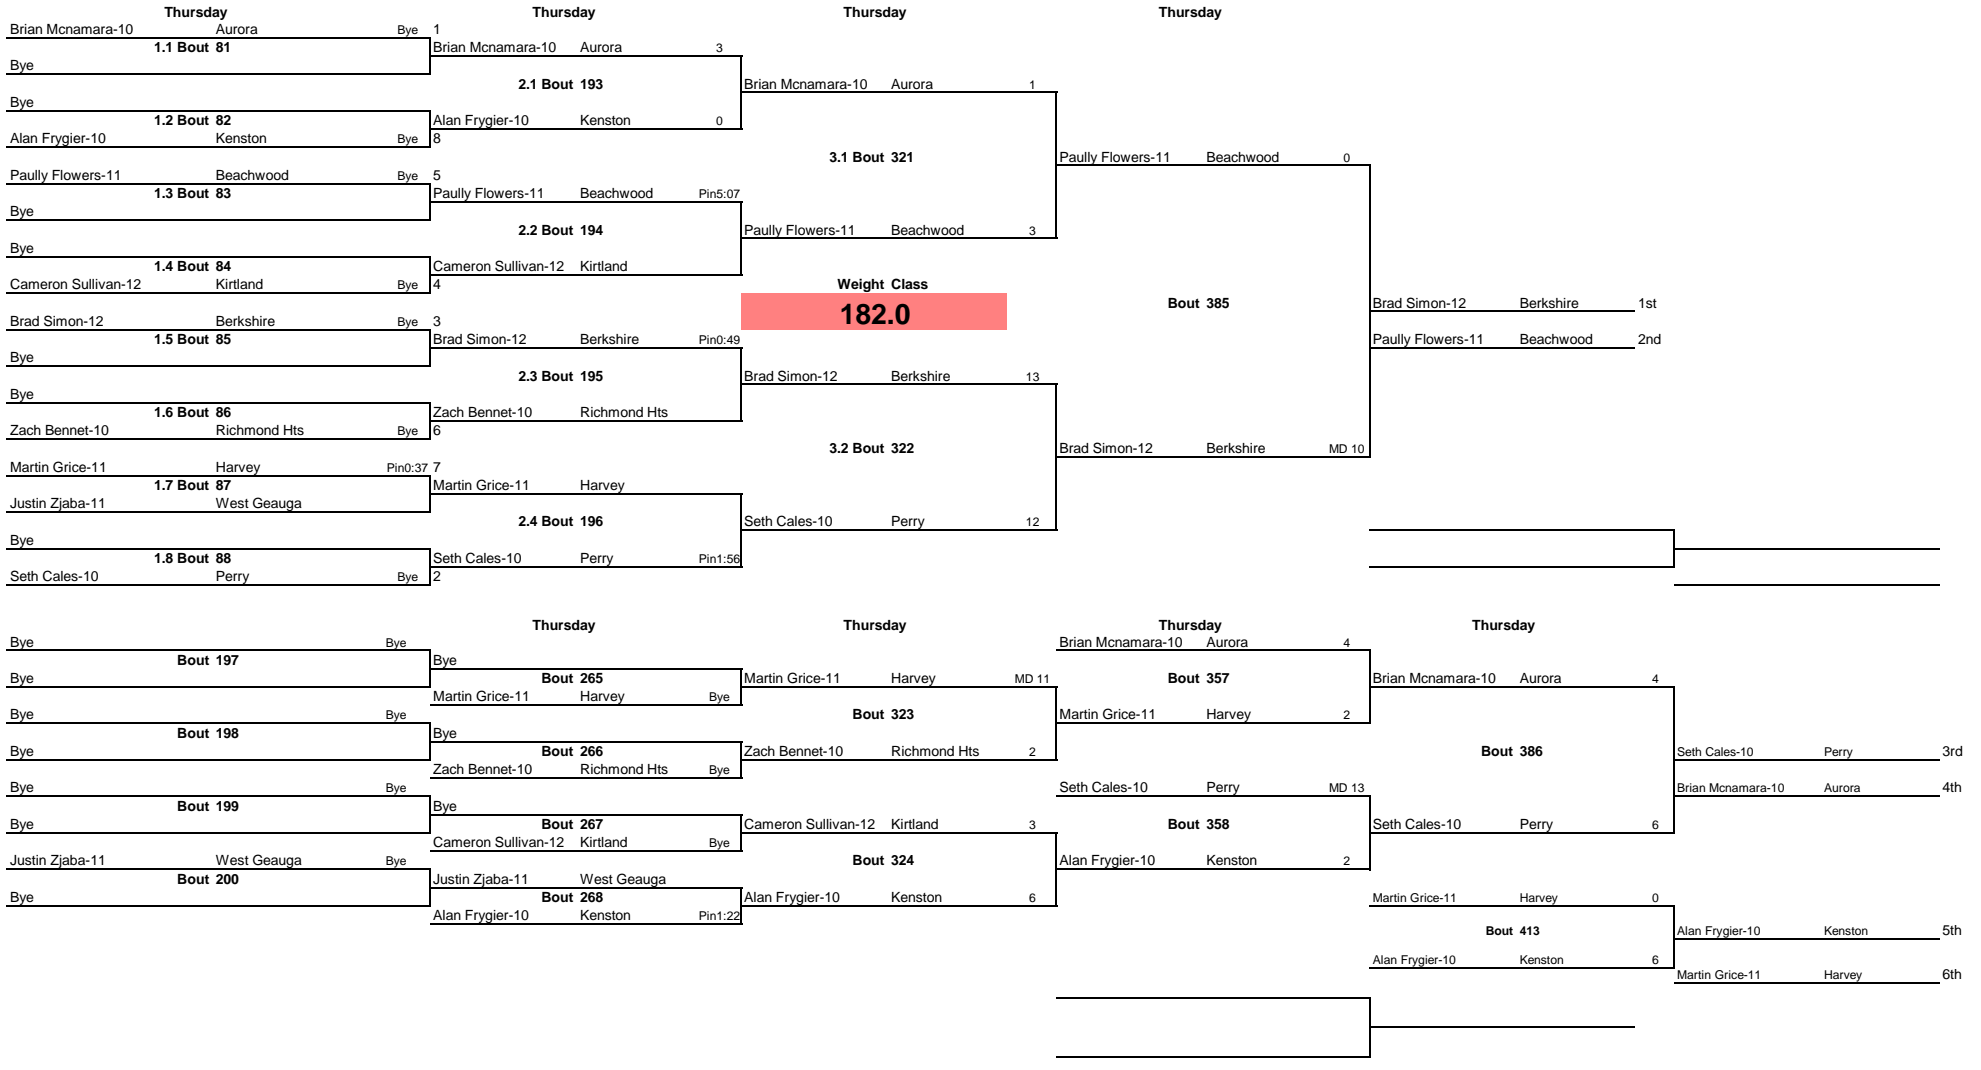 Thursday Thursday Thursday Thursday
Brian Mcnamara-10 Aurora Bye 1
1.1 Bout 81 Brian Mcnamara-10 Aurora 3
Bye
2.1 Bout 193 Brian Mcnamara-10 Aurora 1
Bye
1.2 Bout 82 Alan Frygier-10 Kenston 0
Alan Frygier-10 Kenston Bye 8
3.1 Bout 321 Paully Flowers-11 Beachwood 0
Paully Flowers-11 Beachwood Bye 5
1.3 Bout 83 Paully Flowers-11 Beachwood Pin5:07
Bye
2.2 Bout 194 Paully Flowers-11 Beachwood 3
Bye
1.4 Bout 84 Cameron Sullivan-12 Kirtland
Cameron Sullivan-12 Kirtland Bye 4 Weight Class
182.0 Bout 385 Brad Simon-12 Berkshire 1st
Brad Simon-12 Berkshire Bye 3
1.5 Bout 85 Brad Simon-12 Berkshire Pin0:49 Paully Flowers-11 Beachwood 2nd
Bye
2.3 Bout 195 Brad Simon-12 Berkshire 13
Bye
1.6 Bout 86 Zach Bennet-10 Richmond Hts
Zach Bennet-10 Richmond Hts Bye 6
3.2 Bout 322 Brad Simon-12 Berkshire MD 10
Martin Grice-11 Harvey Pin0:37 7
1.7 Bout 87 Martin Grice-11 Harvey
Justin Zjaba-11 West Geauga
2.4 Bout 196 Seth Cales-10 Perry 12
Bye
1.8 Bout 88 Seth Cales-10 Perry Pin1:56
Seth Cales-10 Perry Bye 2
Thursday Thursday Thursday Thursday
Bye Bye Brian Mcnamara-10 Aurora 4
Bout 197 Bye
Bye Bout 265 Martin Grice-11 Harvey MD 11 Bout 357 Brian Mcnamara-10 Aurora 4
Martin Grice-11 Harvey Bye
Bye Bye Bout 323 Martin Grice-11 Harvey 2
Bout 198 Bye
Bye Bout 266 Zach Bennet-10 Richmond Hts 2 Bout 386 Seth Cales-10 Perry 3rd
Zach Bennet-10 Richmond Hts Bye
Bye Bye Seth Cales-10 Perry MD 13 Brian Mcnamara-10 Aurora 4th
Bout 199 Bye
Bye Bout 267 Cameron Sullivan-12 Kirtland 3 Bout 358 Seth Cales-10 Perry 6
Cameron Sullivan-12 Kirtland Bye
Justin Zjaba-11 West Geauga Bye Bout 324 Alan Frygier-10 Kenston 2
Bout 200 Justin Zjaba-11 West Geauga
Bye Bout 268 Alan Frygier-10 Kenston 6 Martin Grice-11 Harvey 0
Alan Frygier-10 Kenston Pin1:22
Bout 413 Alan Frygier-10 Kenston 5th
Alan Frygier-10 Kenston 6
Martin Grice-11 Harvey 6th